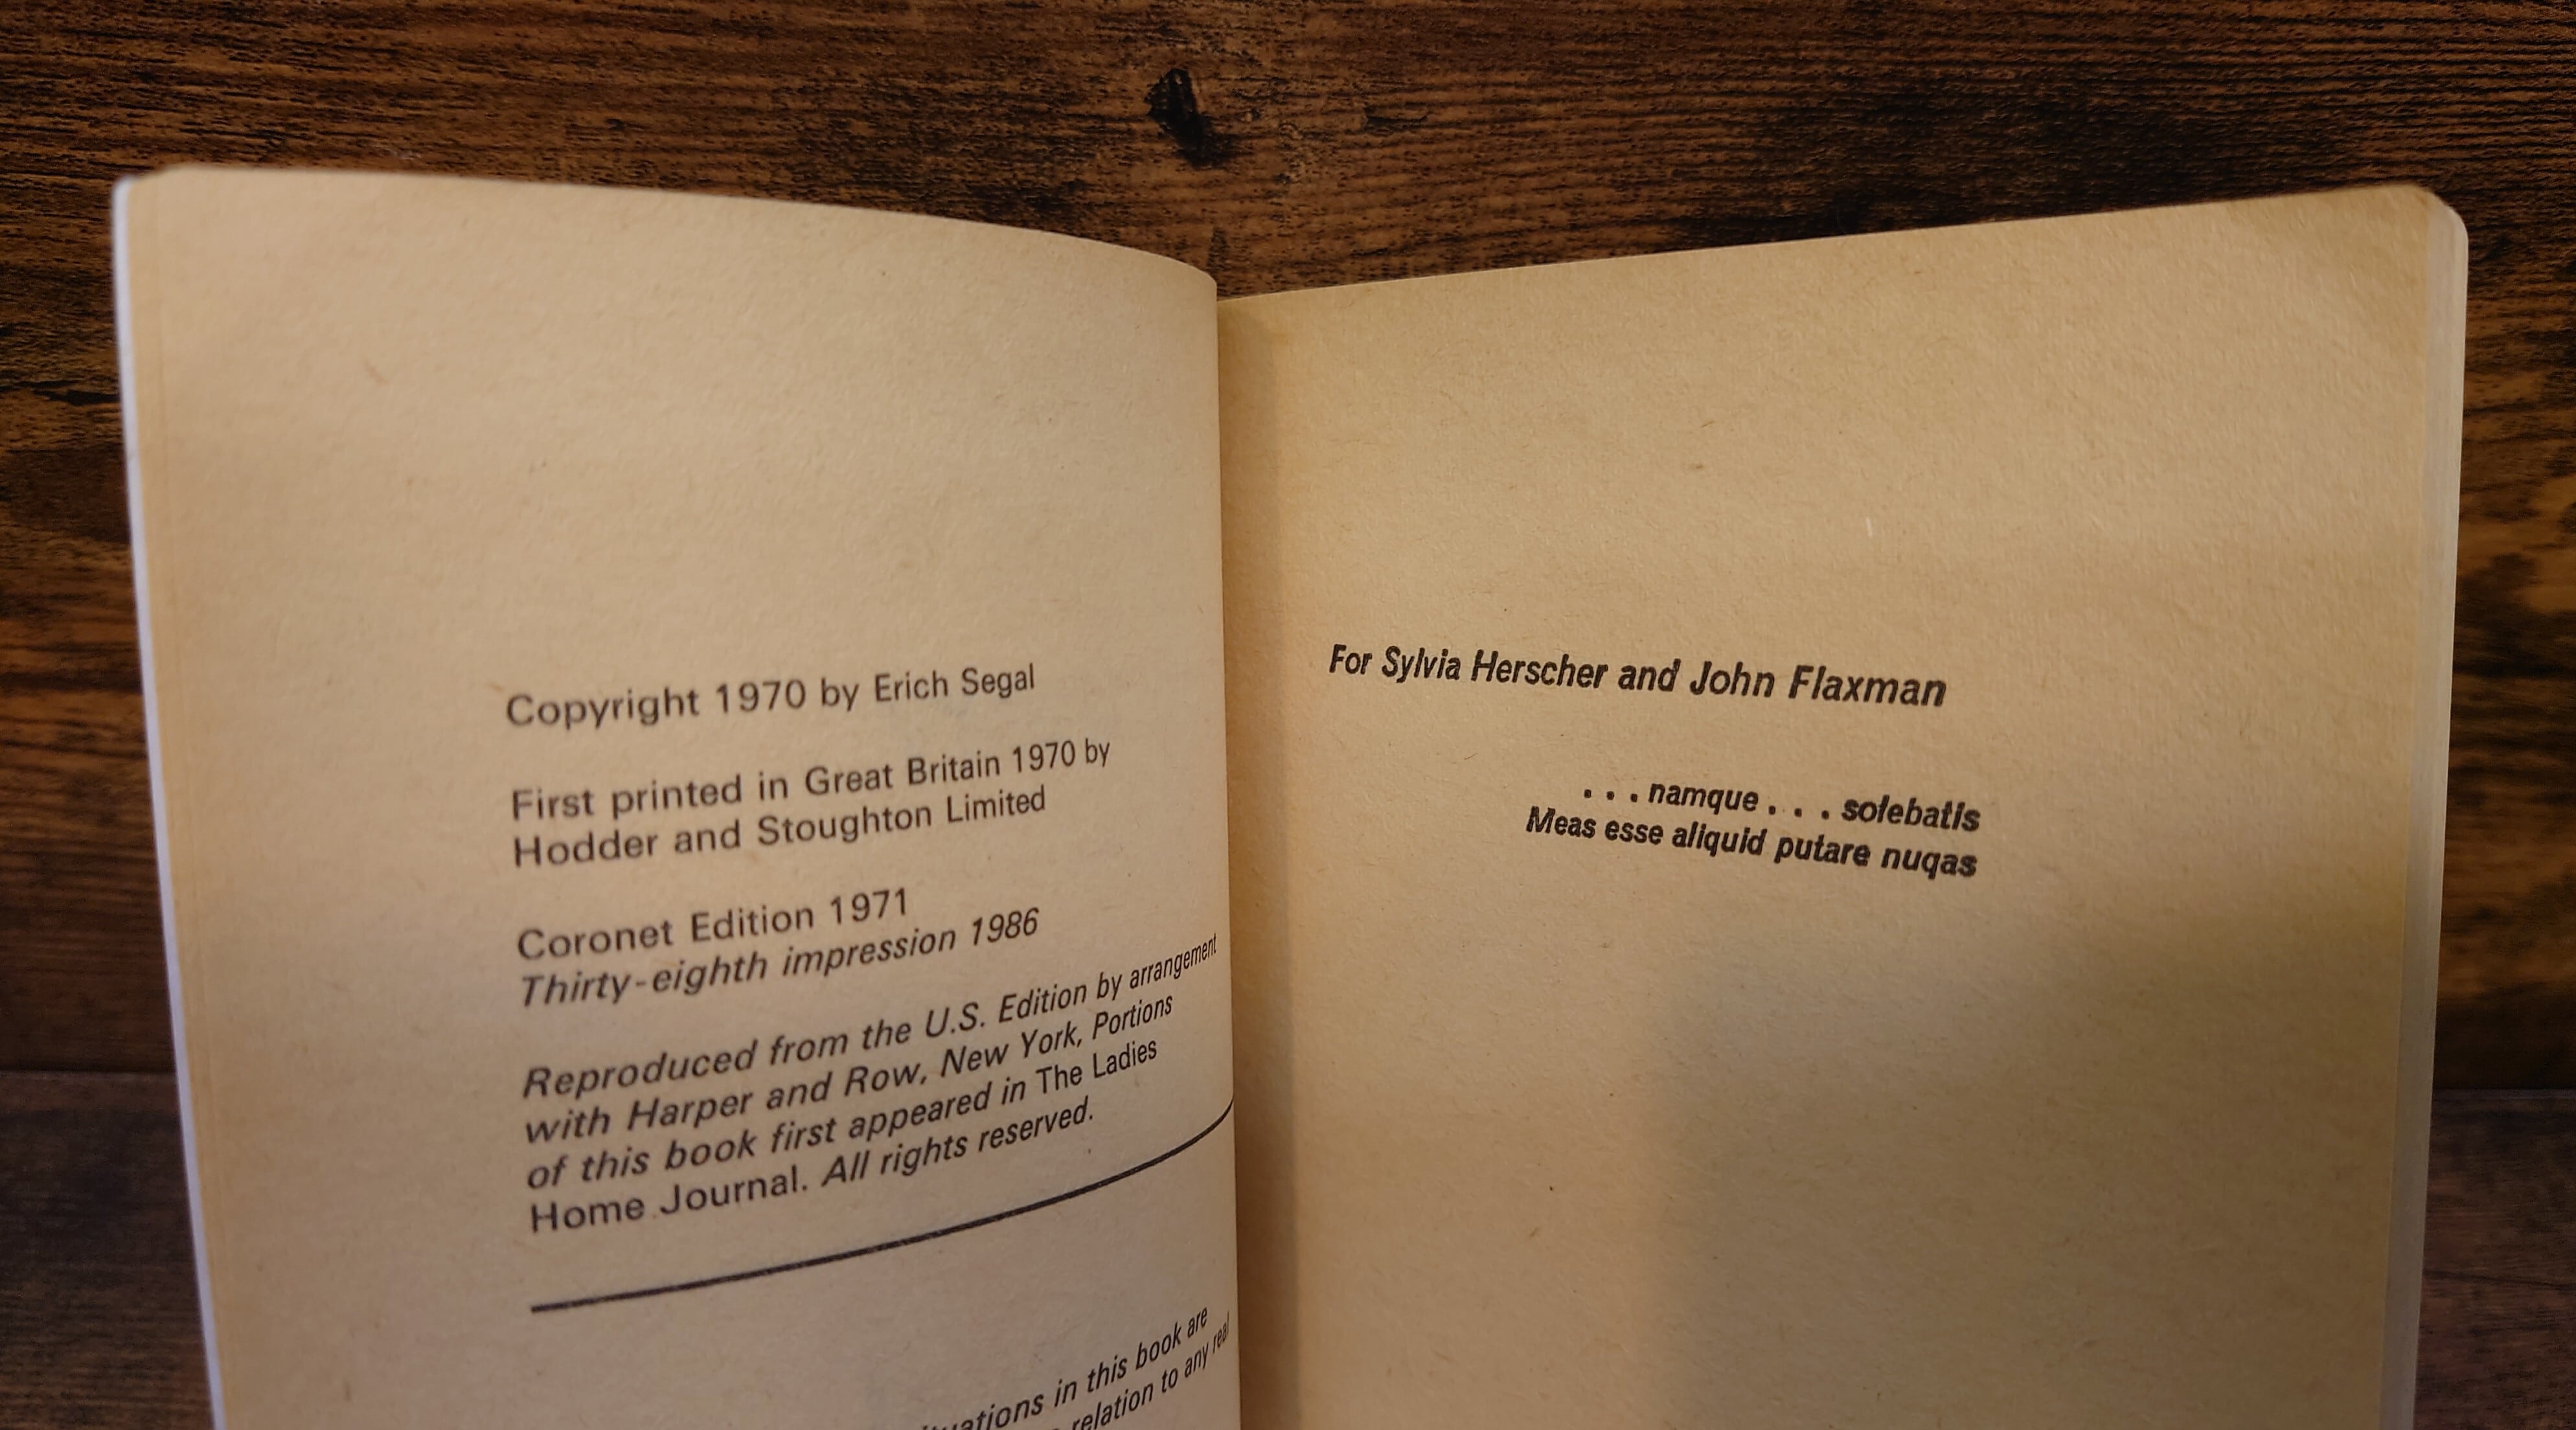 Copyright 1970 by Erich Segal
First printed in Great Britain 1970 by
Hodder and Stoughton Limited
Coronet Edition 1971
Thirty-eighth impression 1986
Reproduced from the U.S. Edition by arrangement
with Harper and Row, New York, Portions
of this book first appeared in The Ladies
Home Journal. All rights reserved.
in this book are
relation to any real
For Sylvia Herscher and John Flaxman
. . . namque . . . solebatis
Meas esse aliquid putare nuqas